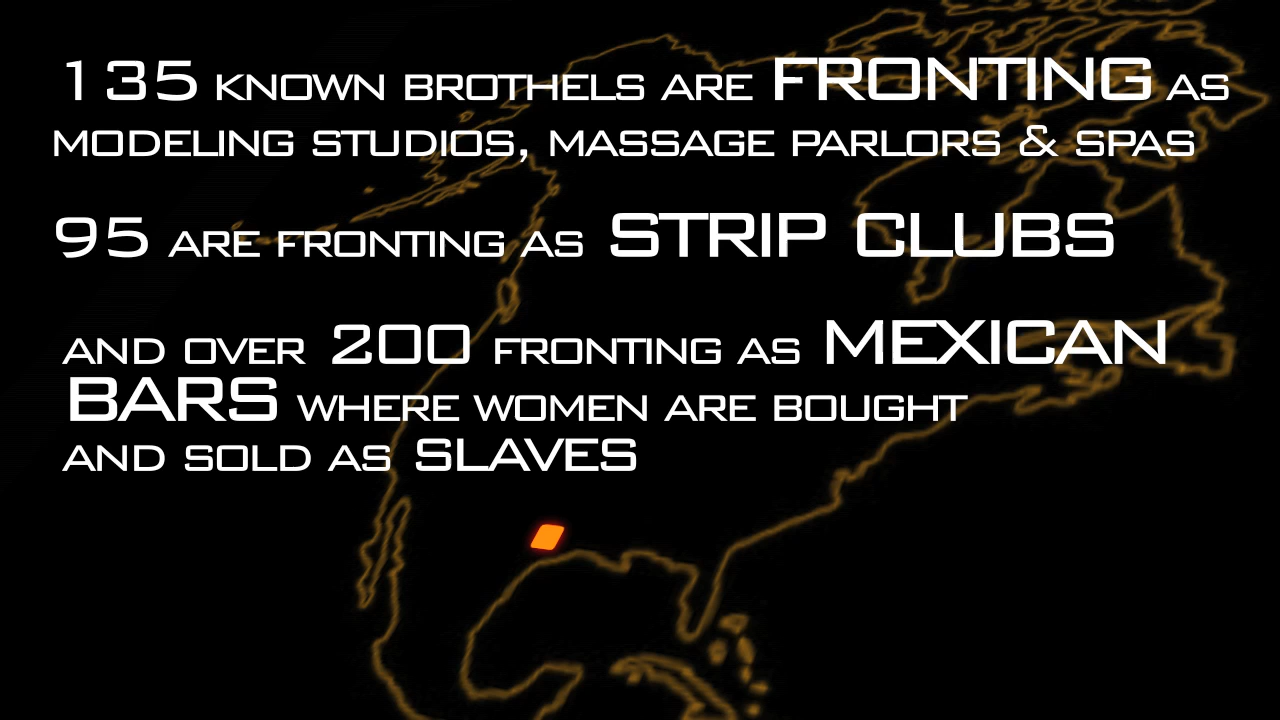 135 KNOWN BROTHELS ARE FRONTING AS
MODELING STUDIOS, MASSAGE PARLORS & SPAS
95 ARE FRONTING AS STRIP CLUBS
AND OVER 200 FRONTING AS MEXICAN
BARS WHERE WOMEN ARE BOUGHT
AND SOLD AS SLAVES